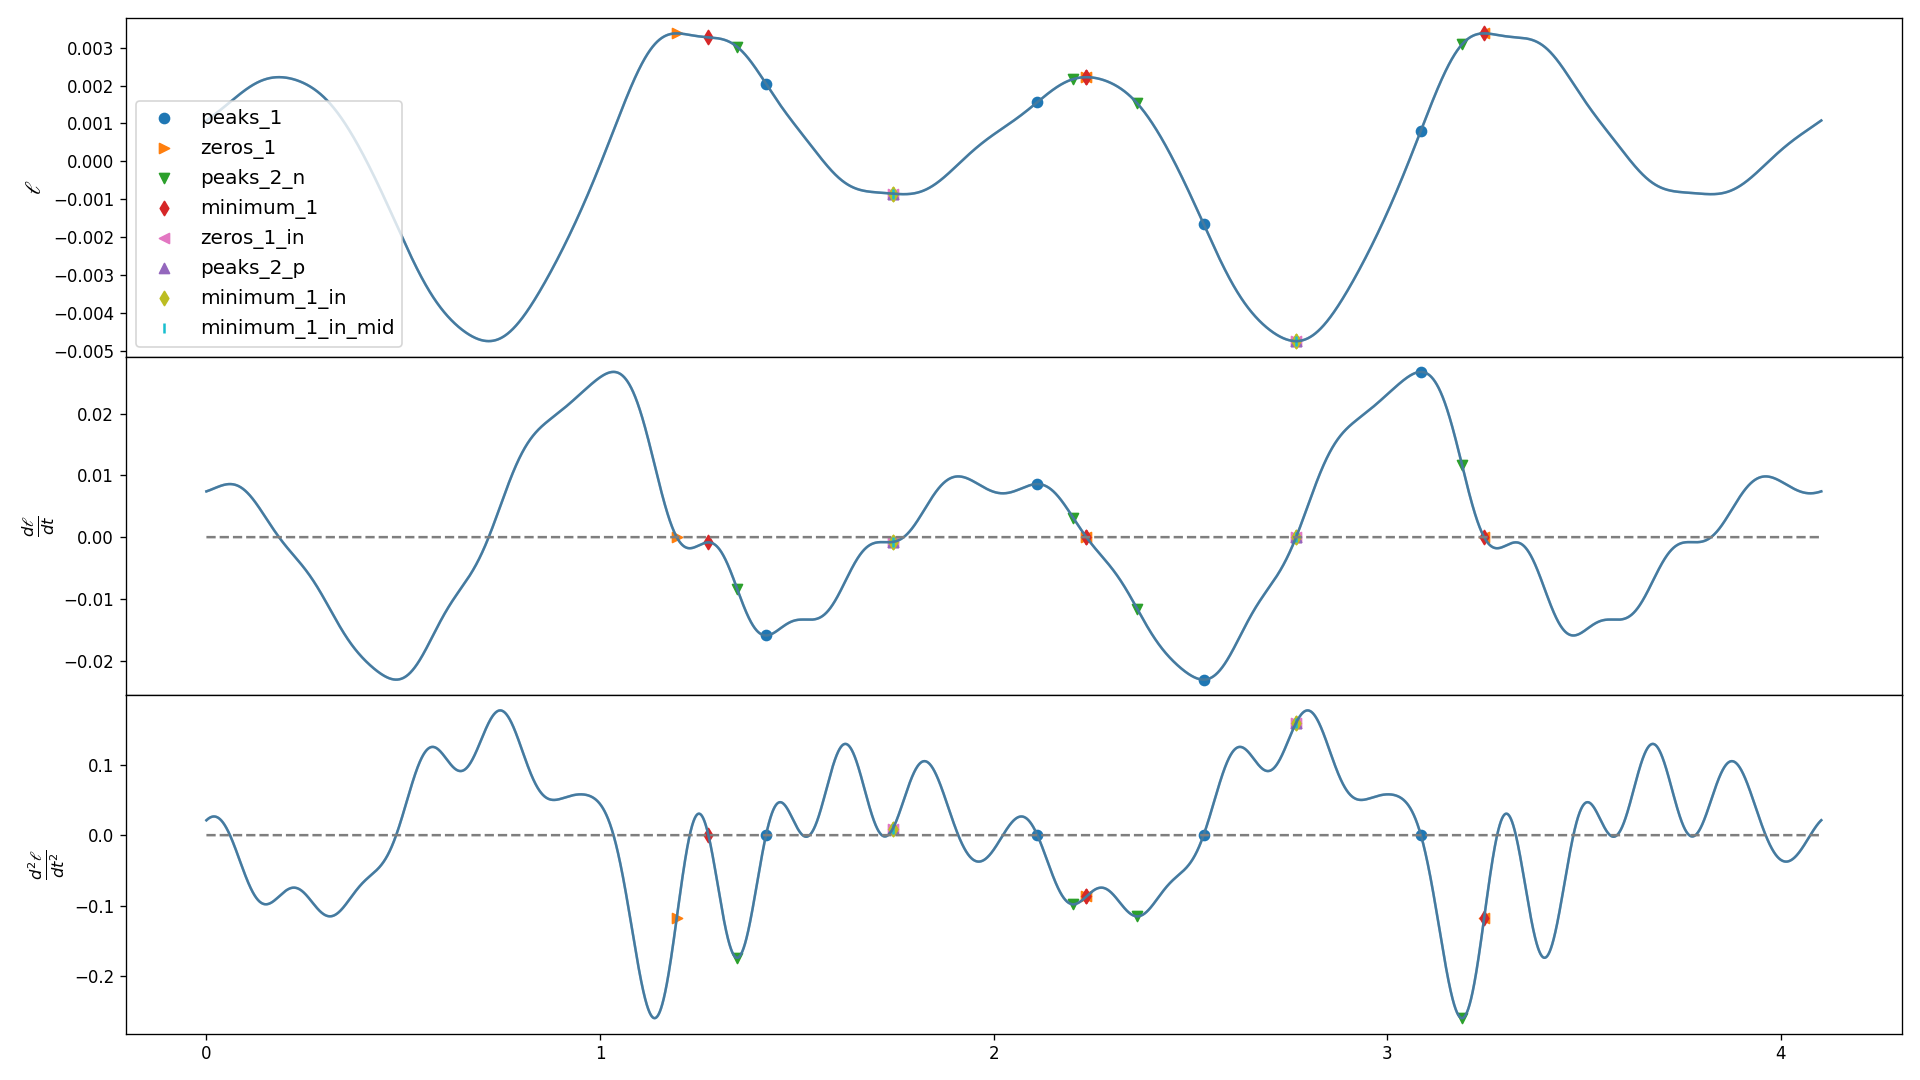 0.003
0.002
0.001
0.000
−0.001
−0.002
−0.003
−0.004
−0.005
ℓ
peaks_1
zeros_1
peaks_2_n
minimum_1
zeros_1_in
peaks_2_p
minimum_1_in
minimum_1_in_mid
0.02
0.01
0.00
−0.01
−0.02
dℓ
dt
0.1
0.0
−0.1
−0.2
d²ℓ
dt²
0 1 2 3 4